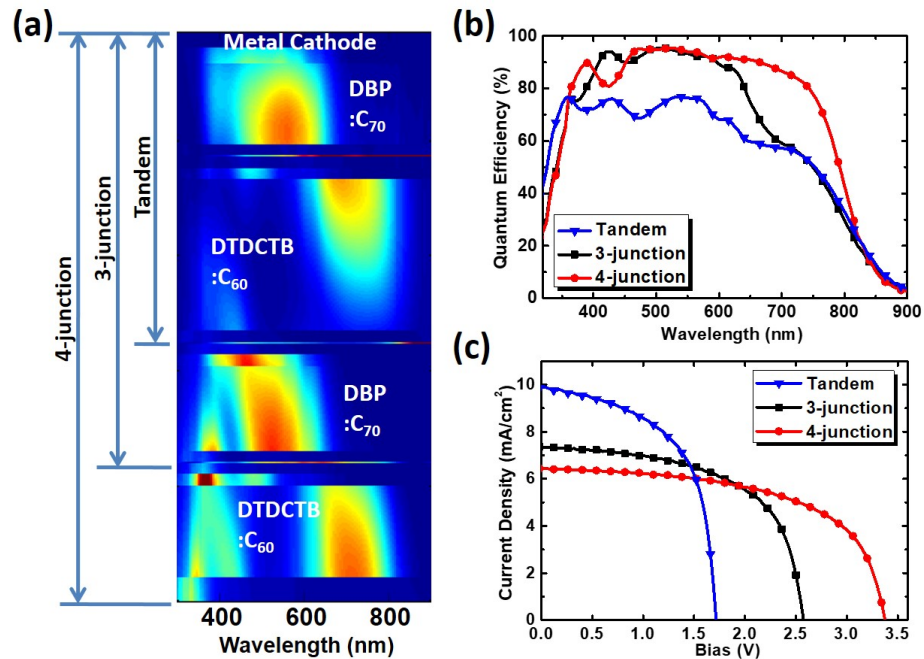 (a)
4-junction
3-junction
Tandem
Metal Cathode
DBP
:C₇₀
DTDCTB
:C₆₀
DBP
:C₇₀
DTDCTB
:C₆₀
400 600 800
Wavelength (nm)
(b)
Quantum Efficiency (%)
100
80
60
40
20
0
Tandem
3-junction
4-junction
400 500 600 700 800 900
Wavelength (nm)
(c)
Current Density (mA/cm²)
12
10
8
6
4
2
0
Tandem
3-junction
4-junction
0.0 0.5 1.0 1.5 2.0 2.5 3.0 3.5
Bias (V)